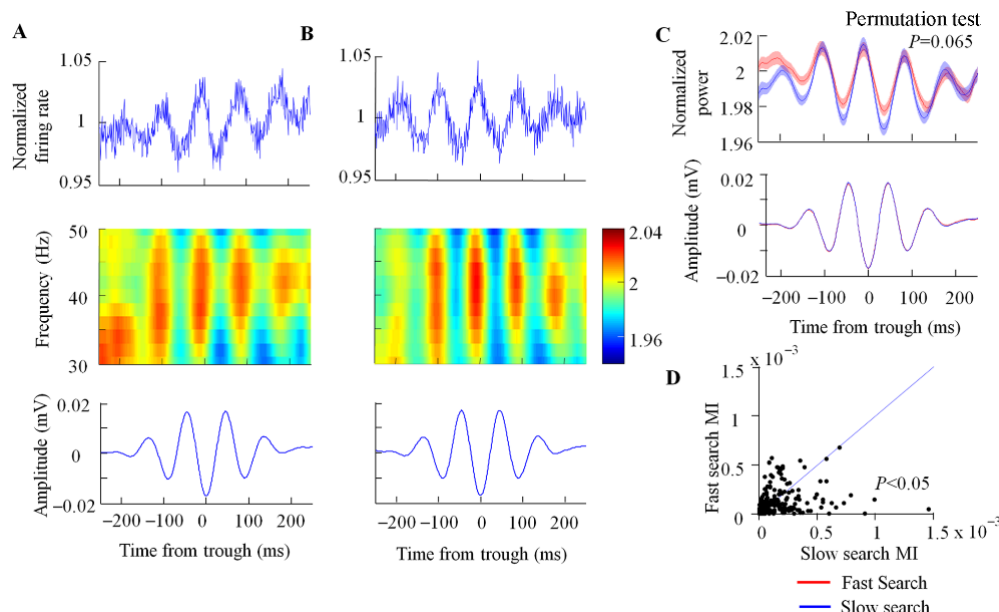 A
Normalized
firing rate
1.05
1
0.95
B
1.05
1
0.95
Frequency (Hz)
50
40
30
2.04
2
1.96
Amplitude (mV)
0.02
0
−0.02
−200 −100 0 100 200
Time from trough (ms)
−200 −100 0 100 200
Time from trough (ms)
C
Permutation test
P=0.065
Normalized
power
2.02
2
1.98
1.96
Amplitude (mV)
0.02
0
−0.02
−200 −100 0 100 200
Time from trough (ms)
D
x 10⁻³
1.5
1
0.5
0
Fast search MI
P<0.05
0 0.5 1 1.5 x 10⁻³
Slow search MI
Fast Search
Slow search